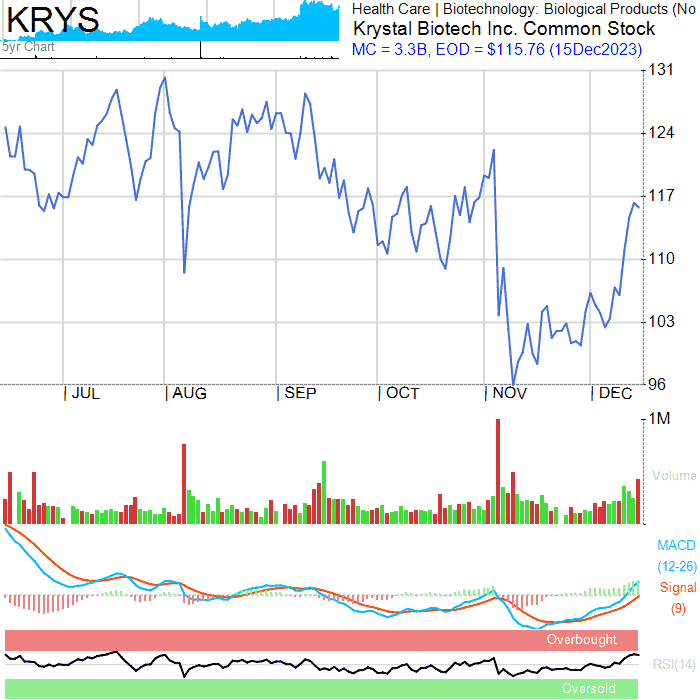 KRYS
5yr Chart
Health Care | Biotechnology: Biological Products (No
Krystal Biotech Inc. Common Stock
MC = 3.3B, EOD = $115.76 (15Dec2023)
131
124
117
110
103
96
| JUL | AUG | SEP | OCT | NOV | DEC
1M
Volume
MACD
(12-26)
Signal
(9)
Overbought
RSI(14)
Oversold